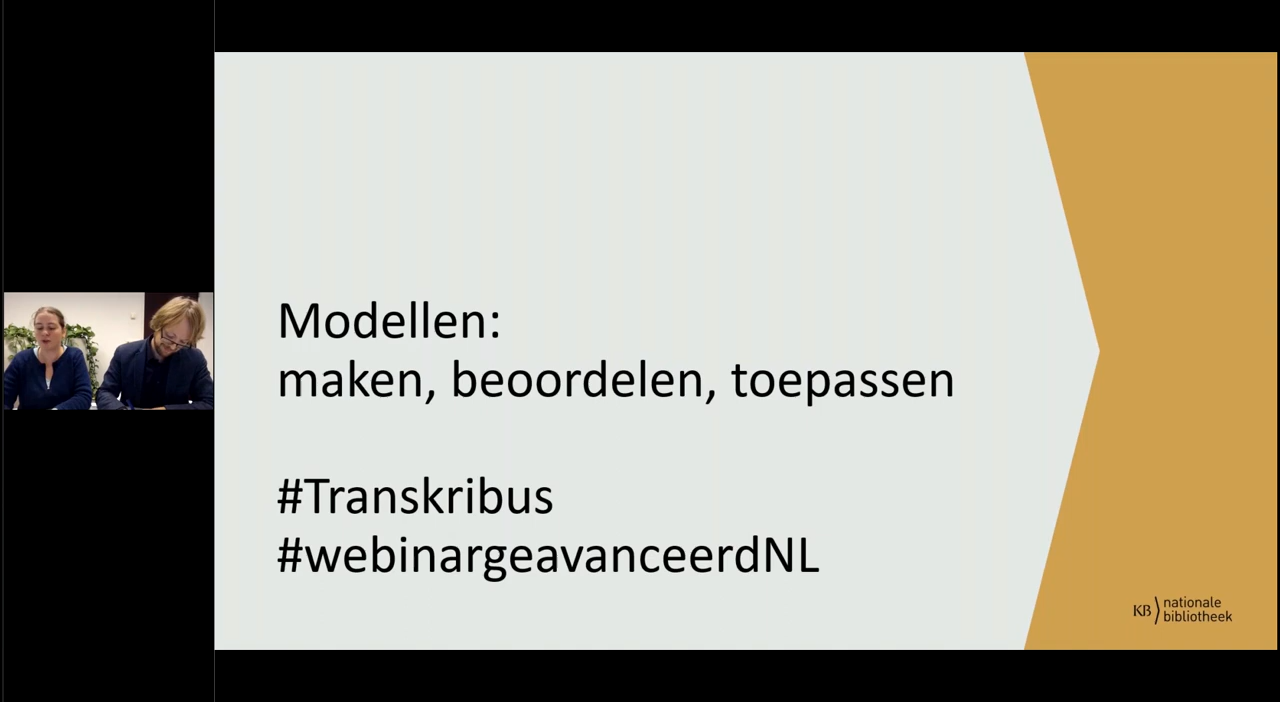 Modellen:
maken, beoordelen, toepassen
#Transkribus
#webinargeavanceerdNL
KB nationale
bibliotheek